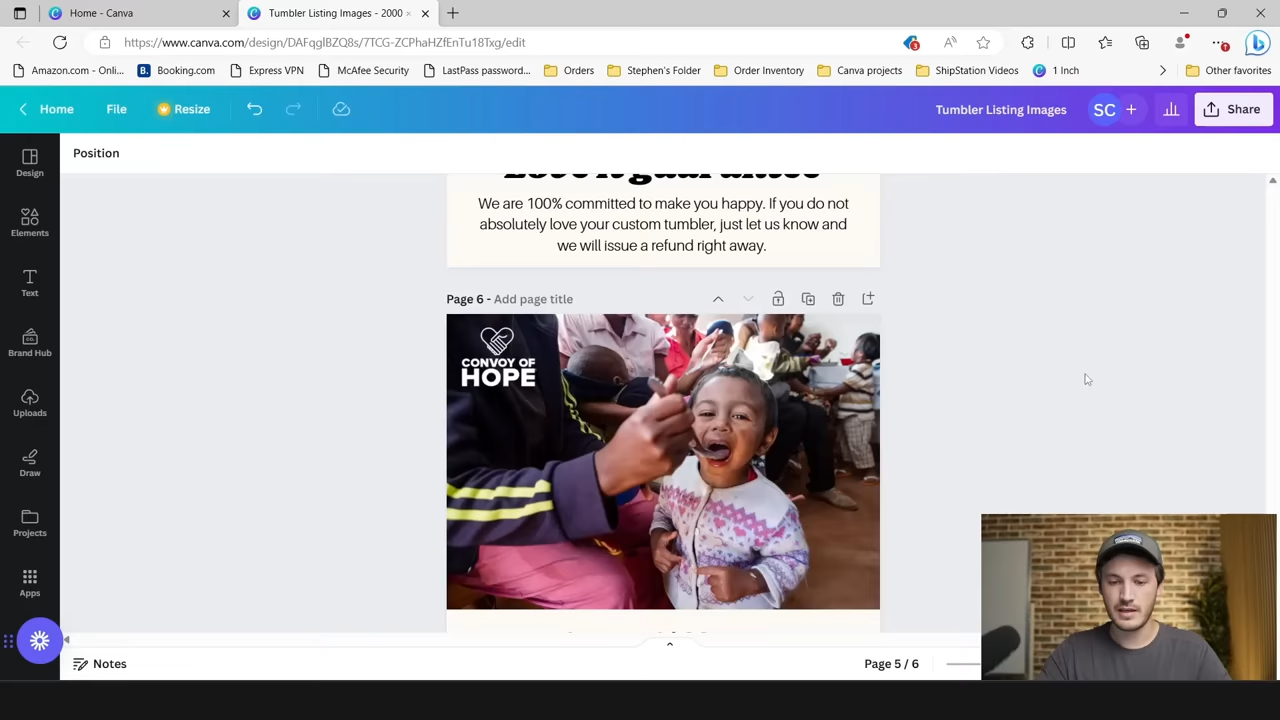 Home - Canva
Tumbler Listing Images - 2000
https://www.canva.com/design/DAFqglBZQ8s/7TCG-ZCPhaHZfEnTu18Txg/edit
3
Amazon.com - Onli...
B. Booking.com
Express VPN
McAfee Security
LastPass password...
Orders
Stephen's Folder
Order Inventory
Canva projects
ShipStation Videos
1 Inch
Other favorites
Home
File
Resize
Tumbler Listing Images
SC
Share
Position
Design
Elements
Text
Brand Hub
Uploads
Draw
Projects
Apps
We are 100% committed to make you happy. If you do not
absolutely love your custom tumbler, just let us know and
we will issue a refund right away.
Page 6 - Add page title
CONVOY OF
HOPE
Notes
Page 5 / 6